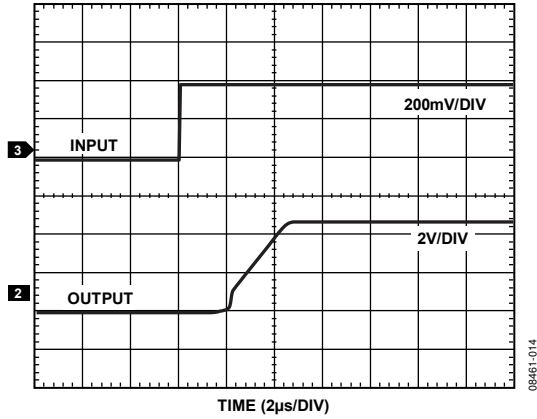 200mV/DIV
INPUT
3
2V/DIV
OUTPUT
2
TIME (2µs/DIV)
08461-014